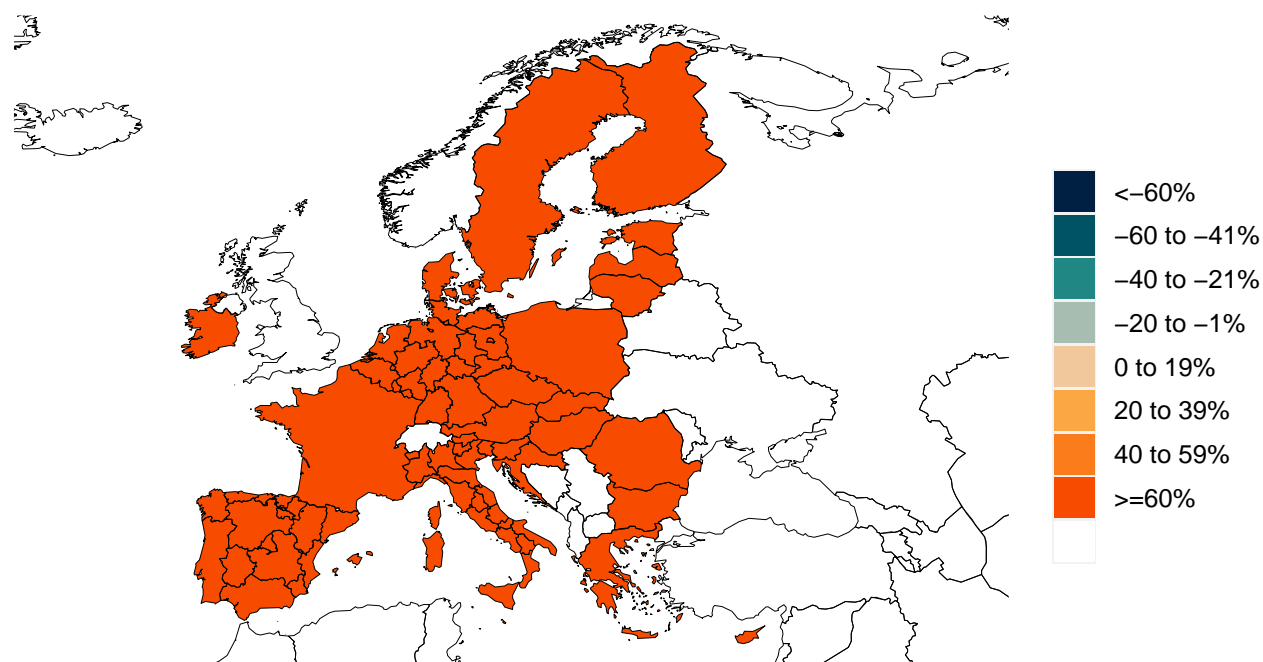 <–60%
–60 to –41%
–40 to –21%
–20 to –1%
0 to 19%
20 to 39%
40 to 59%
>=60%